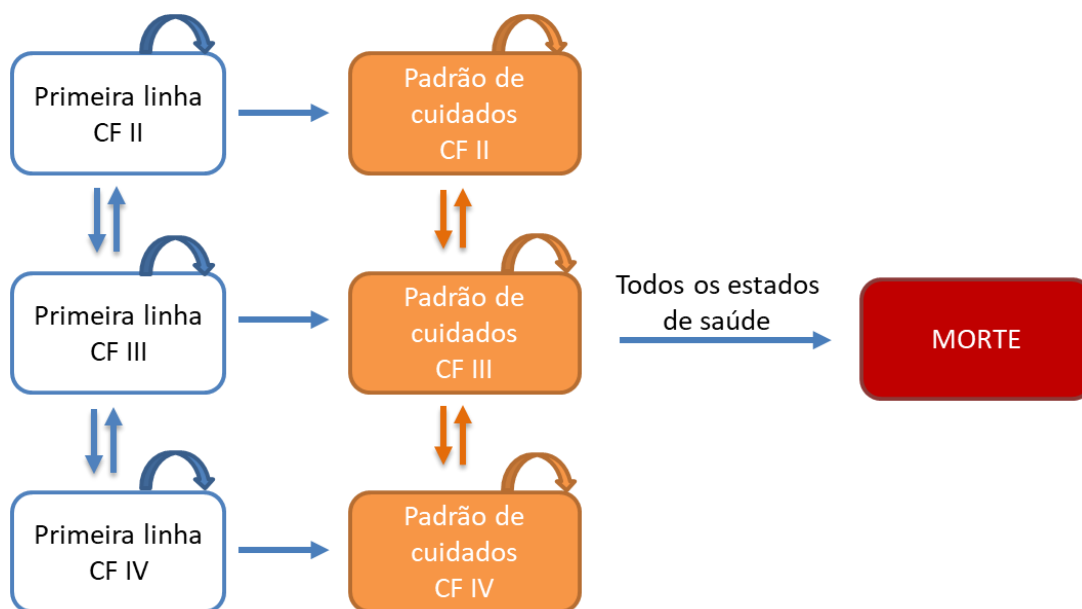 Primeira linha
CF II
Padrão de
cuidados
CF II
Primeira linha
CF III
Padrão de
cuidados
CF III
Todos os estados
de saúde
MORTE
Primeira linha
CF IV
Padrão de
cuidados
CF IV